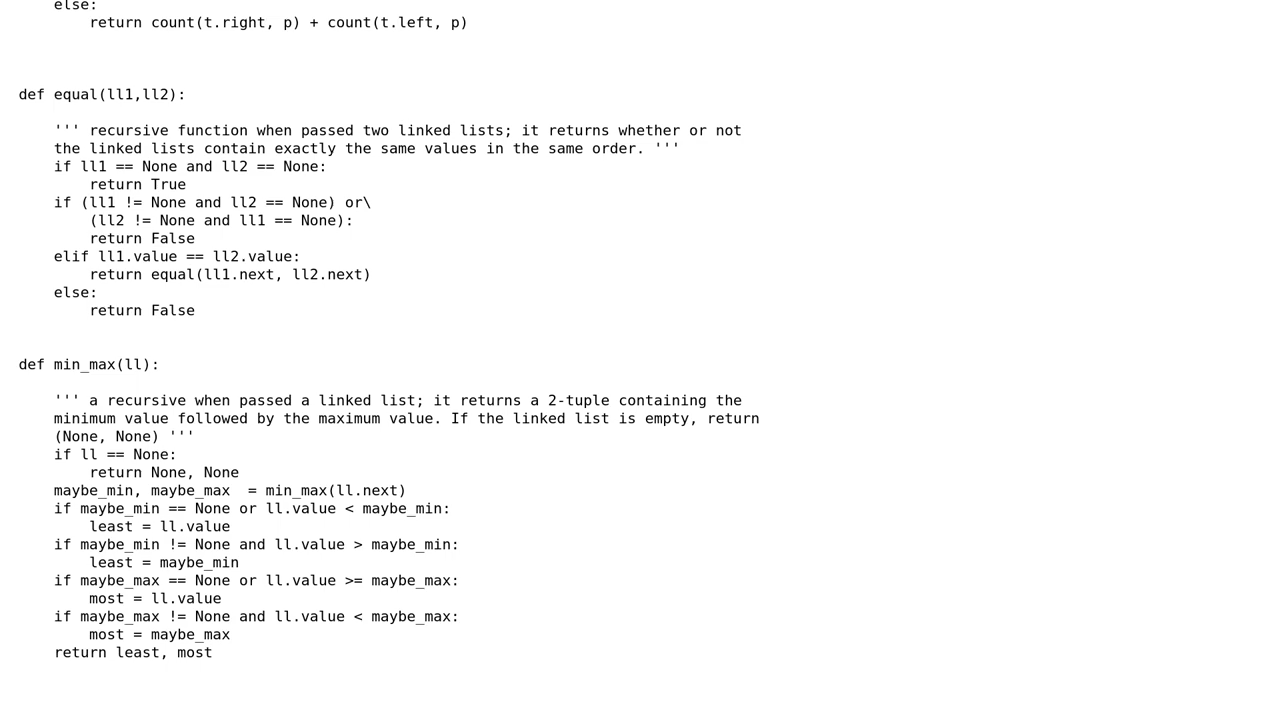 else:
        return count(t.right, p) + count(t.left, p)
def equal(ll1,ll2):
    ''' recursive function when passed two linked lists; it returns whether or not
    the linked lists contain exactly the same values in the same order. '''
    if ll1 == None and ll2 == None:
        return True
    if (ll1 != None and ll2 == None) or\
        (ll2 != None and ll1 == None):
        return False
    elif ll1.value == ll2.value:
        return equal(ll1.next, ll2.next)
    else:
        return False
def min_max(ll):
    ''' a recursive when passed a linked list; it returns a 2-tuple containing the
    minimum value followed by the maximum value. If the linked list is empty, return
    (None, None) '''
    if ll == None:
        return None, None
    maybe_min, maybe_max  = min_max(ll.next)
    if maybe_min == None or ll.value < maybe_min:
        least = ll.value
    if maybe_min != None and ll.value > maybe_min:
        least = maybe_min
    if maybe_max == None or ll.value >= maybe_max:
        most = ll.value
    if maybe_max != None and ll.value < maybe_max:
        most = maybe_max
    return least, most